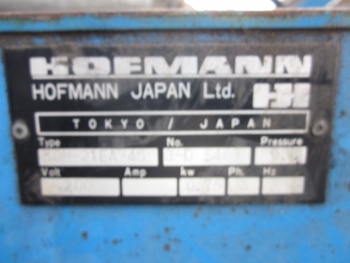 HOFMANN
HOFMANN JAPAN Ltd.
TOKYO / JAPAN
Type No. Pressure
Volt Amp kw Ph. Hz